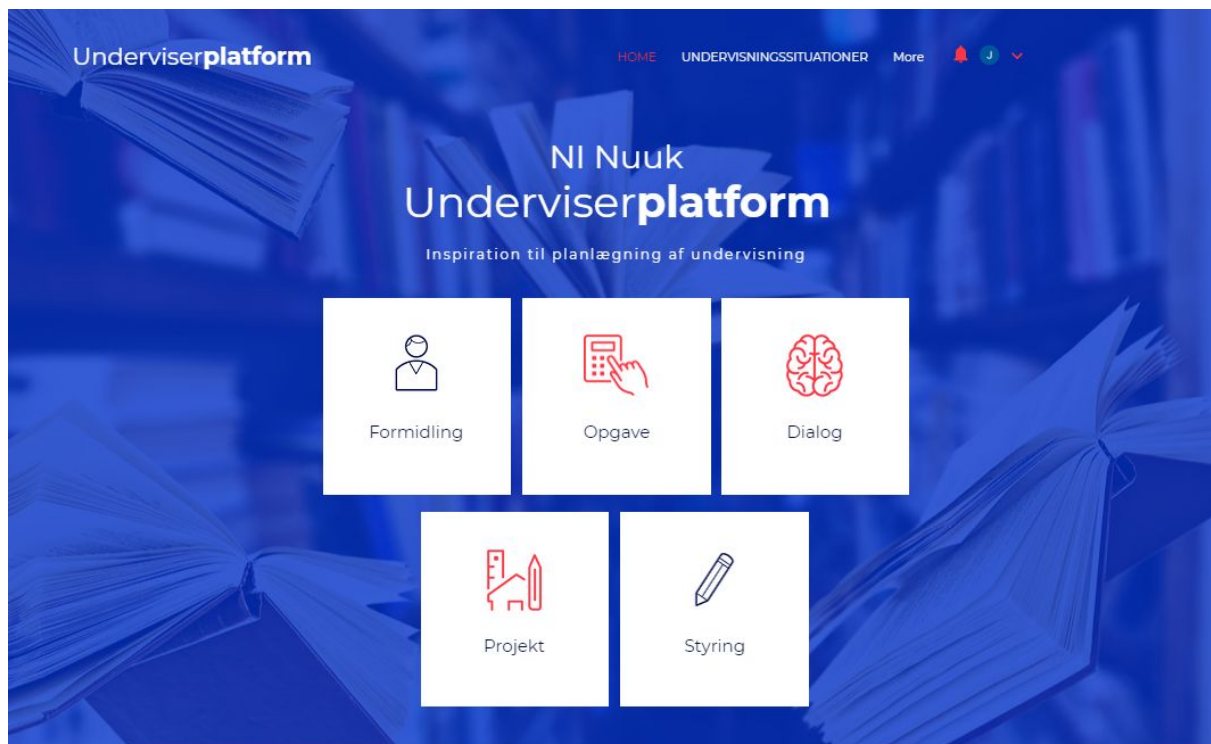 Underviserplatform
HOME UNDERVISNINGSSITUATIONER More J
NI Nuuk
Underviserplatform
Inspiration til planlægning af undervisning
Formidling Opgave Dialog
Projekt Styring